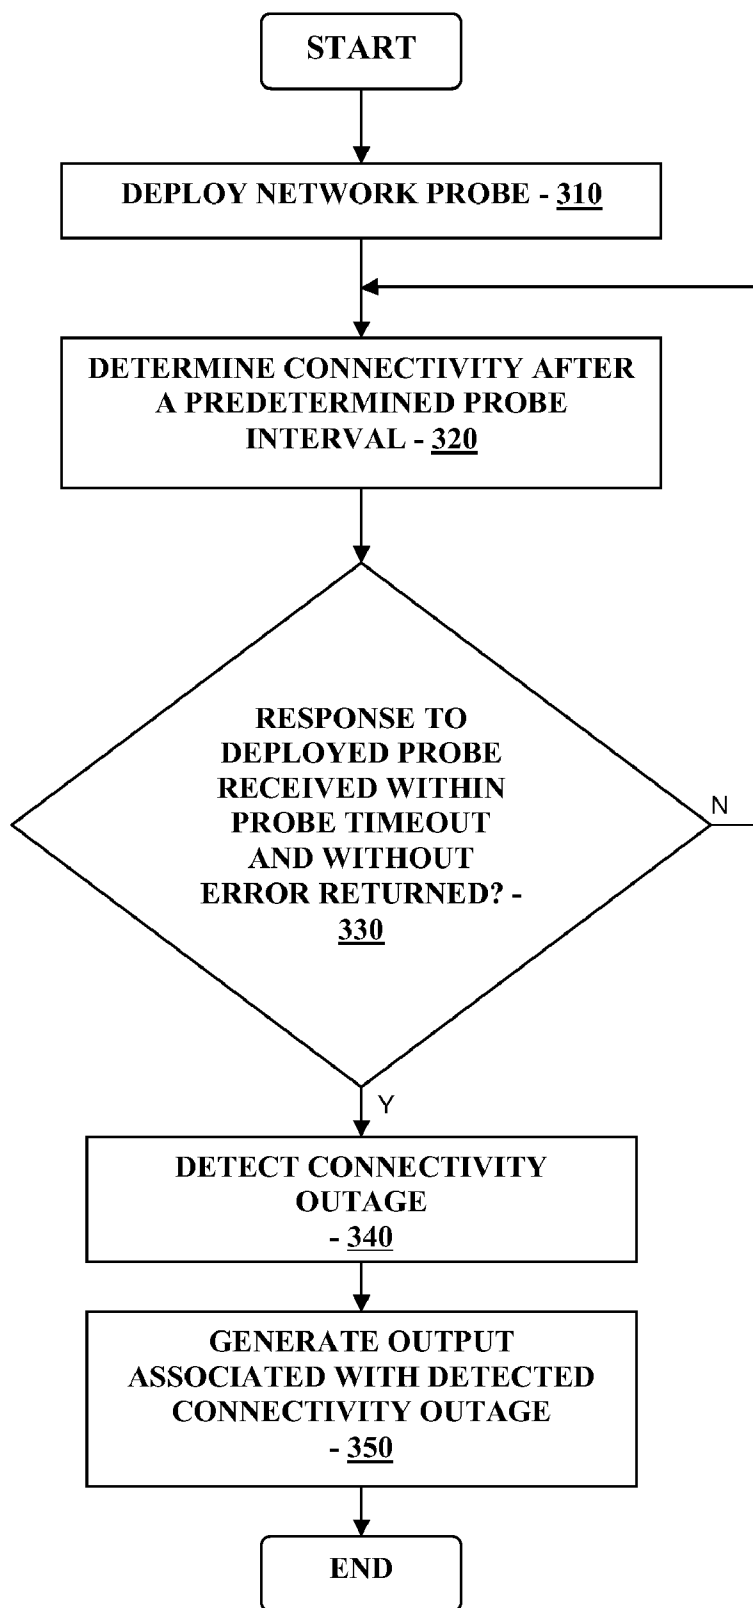 START
DEPLOY NETWORK PROBE - 310
DETERMINE CONNECTIVITY AFTER
A PREDETERMINED PROBE
INTERVAL - 320
RESPONSE TO
DEPLOYED PROBE
RECEIVED WITHIN
PROBE TIMEOUT
AND WITHOUT
ERROR RETURNED? -
330
N
Y
DETECT CONNECTIVITY
OUTAGE
- 340
GENERATE OUTPUT
ASSOCIATED WITH DETECTED
CONNECTIVITY OUTAGE
- 350
END